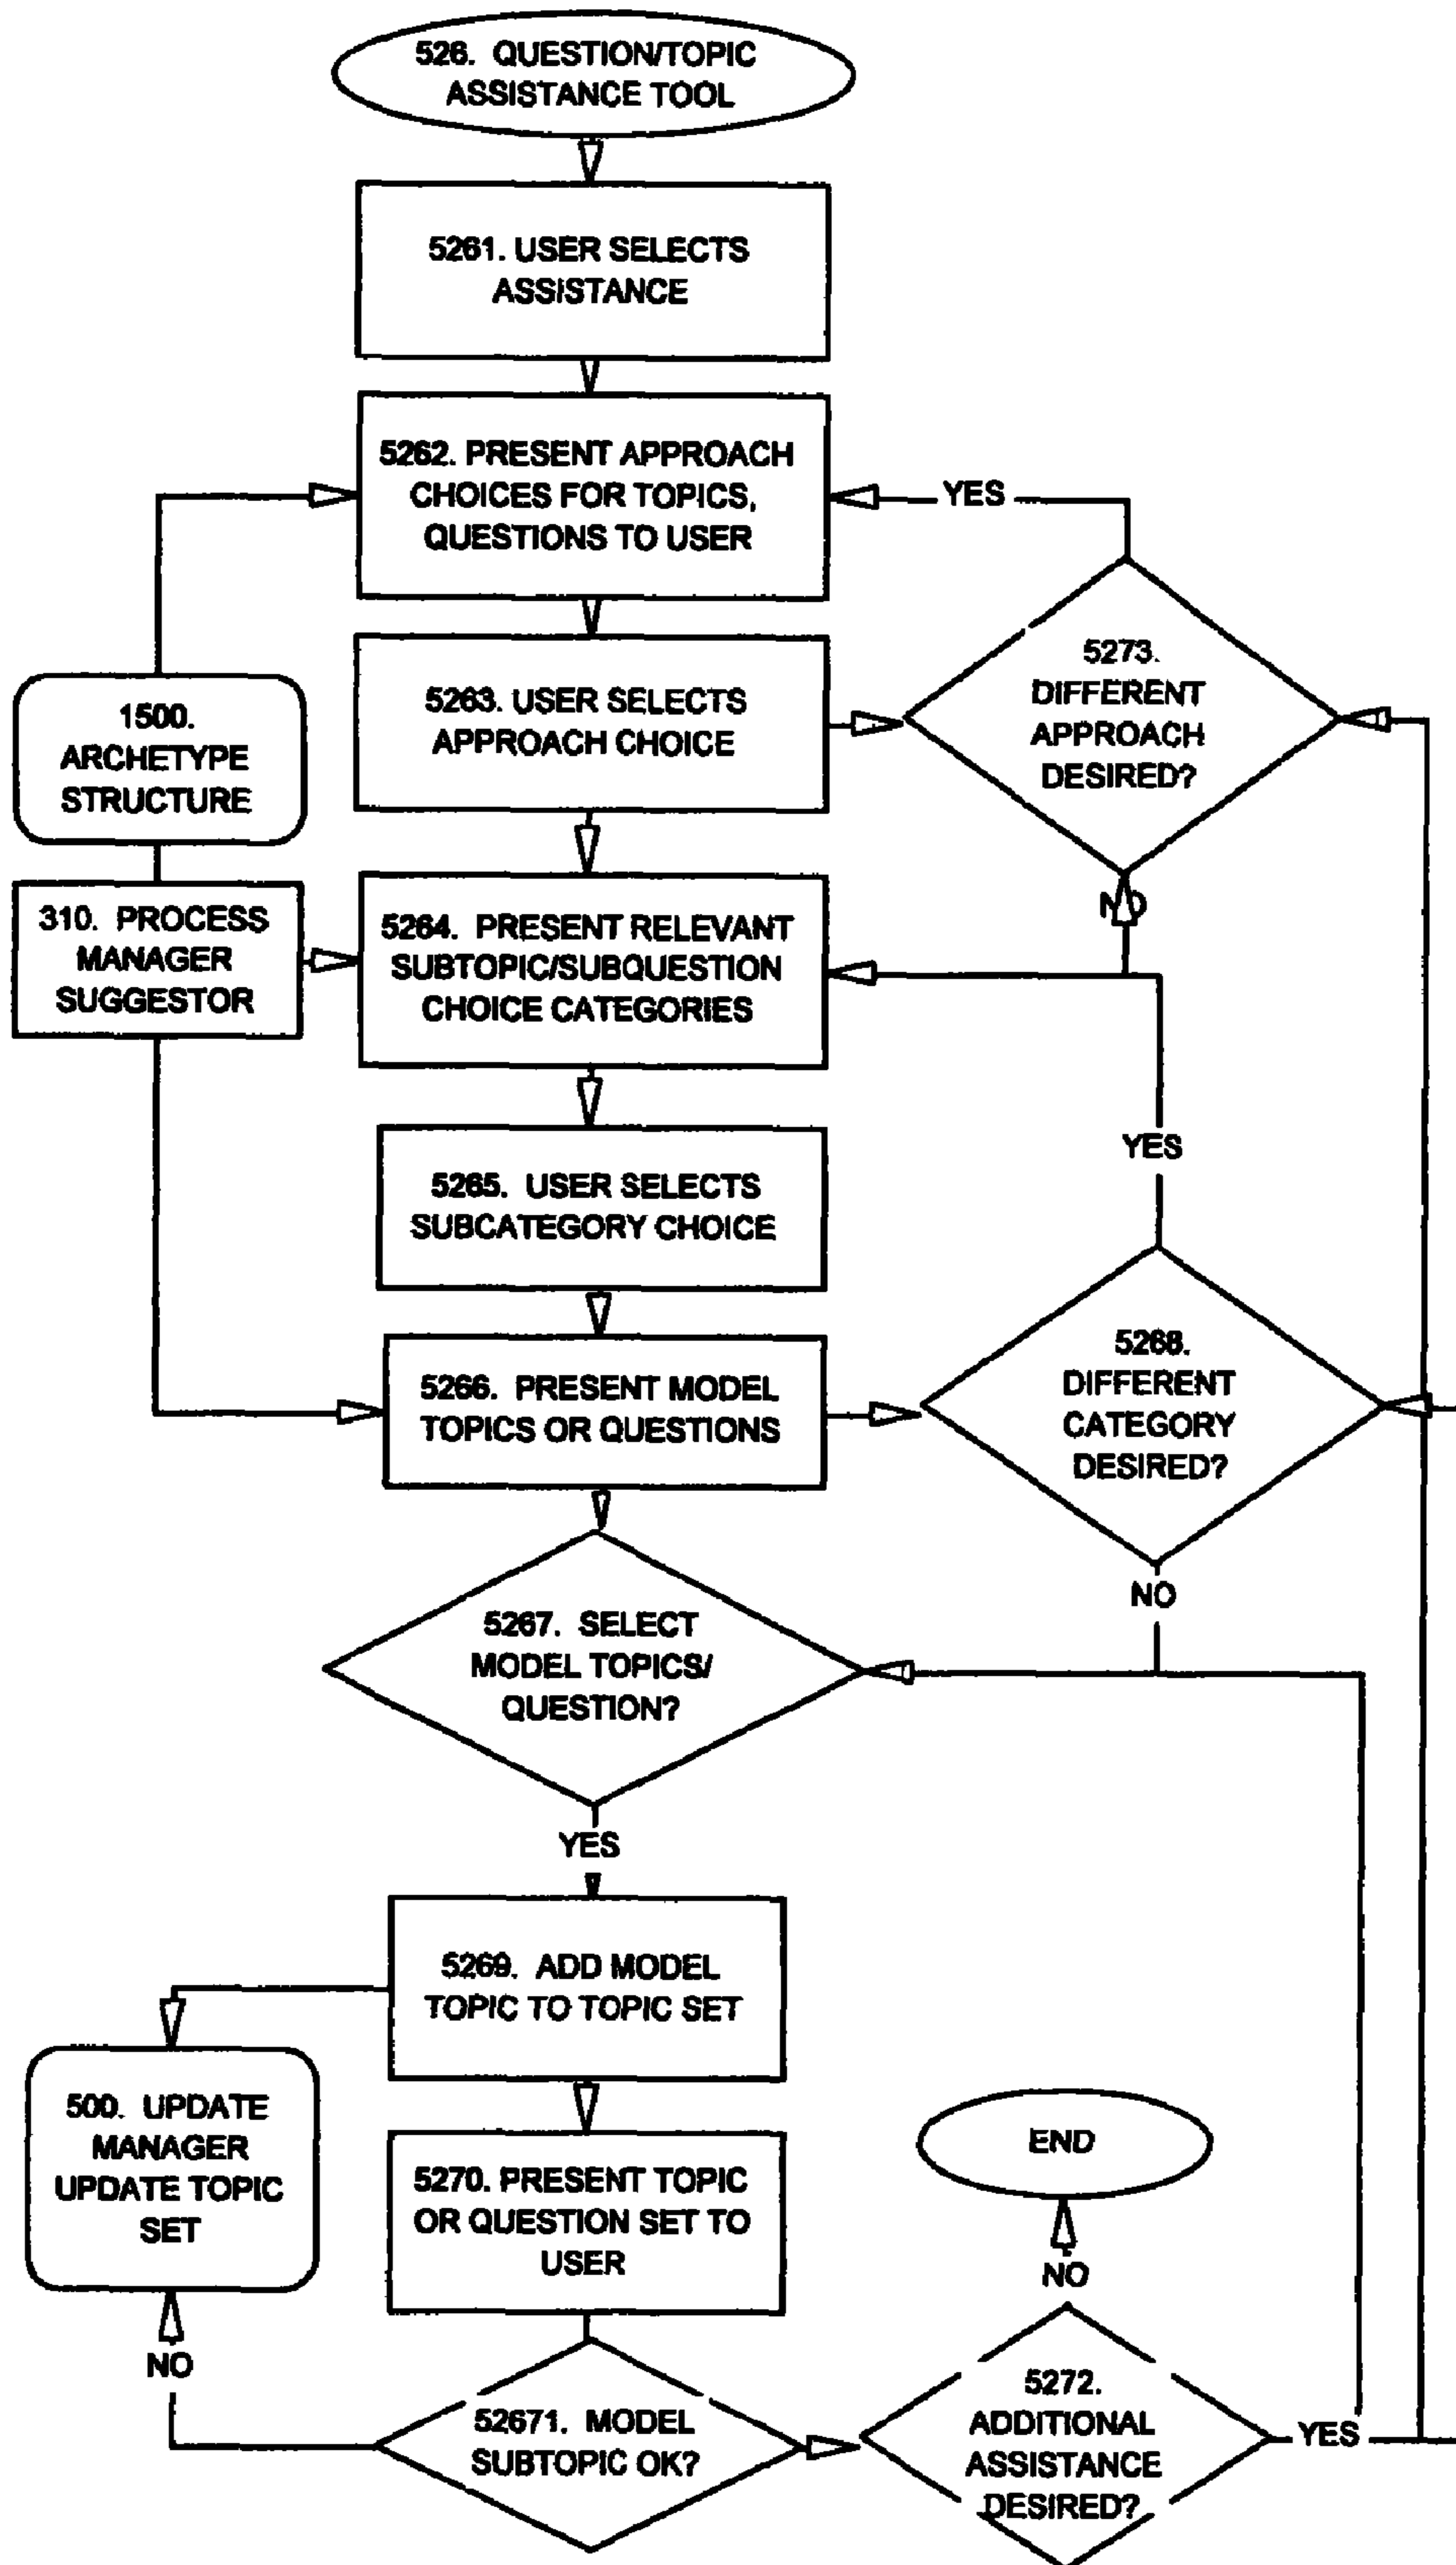 526. QUESTION/TOPIC
ASSISTANCE TOOL
5261. USER SELECTS
ASSISTANCE
5262. PRESENT APPROACH
CHOICES FOR TOPICS,
QUESTIONS TO USER
YES
5263. USER SELECTS
APPROACH CHOICE
5273.
DIFFERENT
APPROACH
DESIRED?
1500.
ARCHETYPE
STRUCTURE
NO
310. PROCESS
MANAGER
SUGGESTOR
5264. PRESENT RELEVANT
SUBTOPIC/SUBQUESTION
CHOICE CATEGORIES
YES
5265. USER SELECTS
SUBCATEGORY CHOICE
5266. PRESENT MODEL
TOPICS OR QUESTIONS
5268.
DIFFERENT
CATEGORY
DESIRED?
NO
5267. SELECT
MODEL TOPICS/
QUESTION?
YES
5269. ADD MODEL
TOPIC TO TOPIC SET
500. UPDATE
MANAGER
UPDATE TOPIC
SET
5270. PRESENT TOPIC
OR QUESTION SET TO
USER
END
NO
NO
52671. MODEL
SUBTOPIC OK?
5272.
ADDITIONAL
ASSISTANCE
DESIRED?
YES